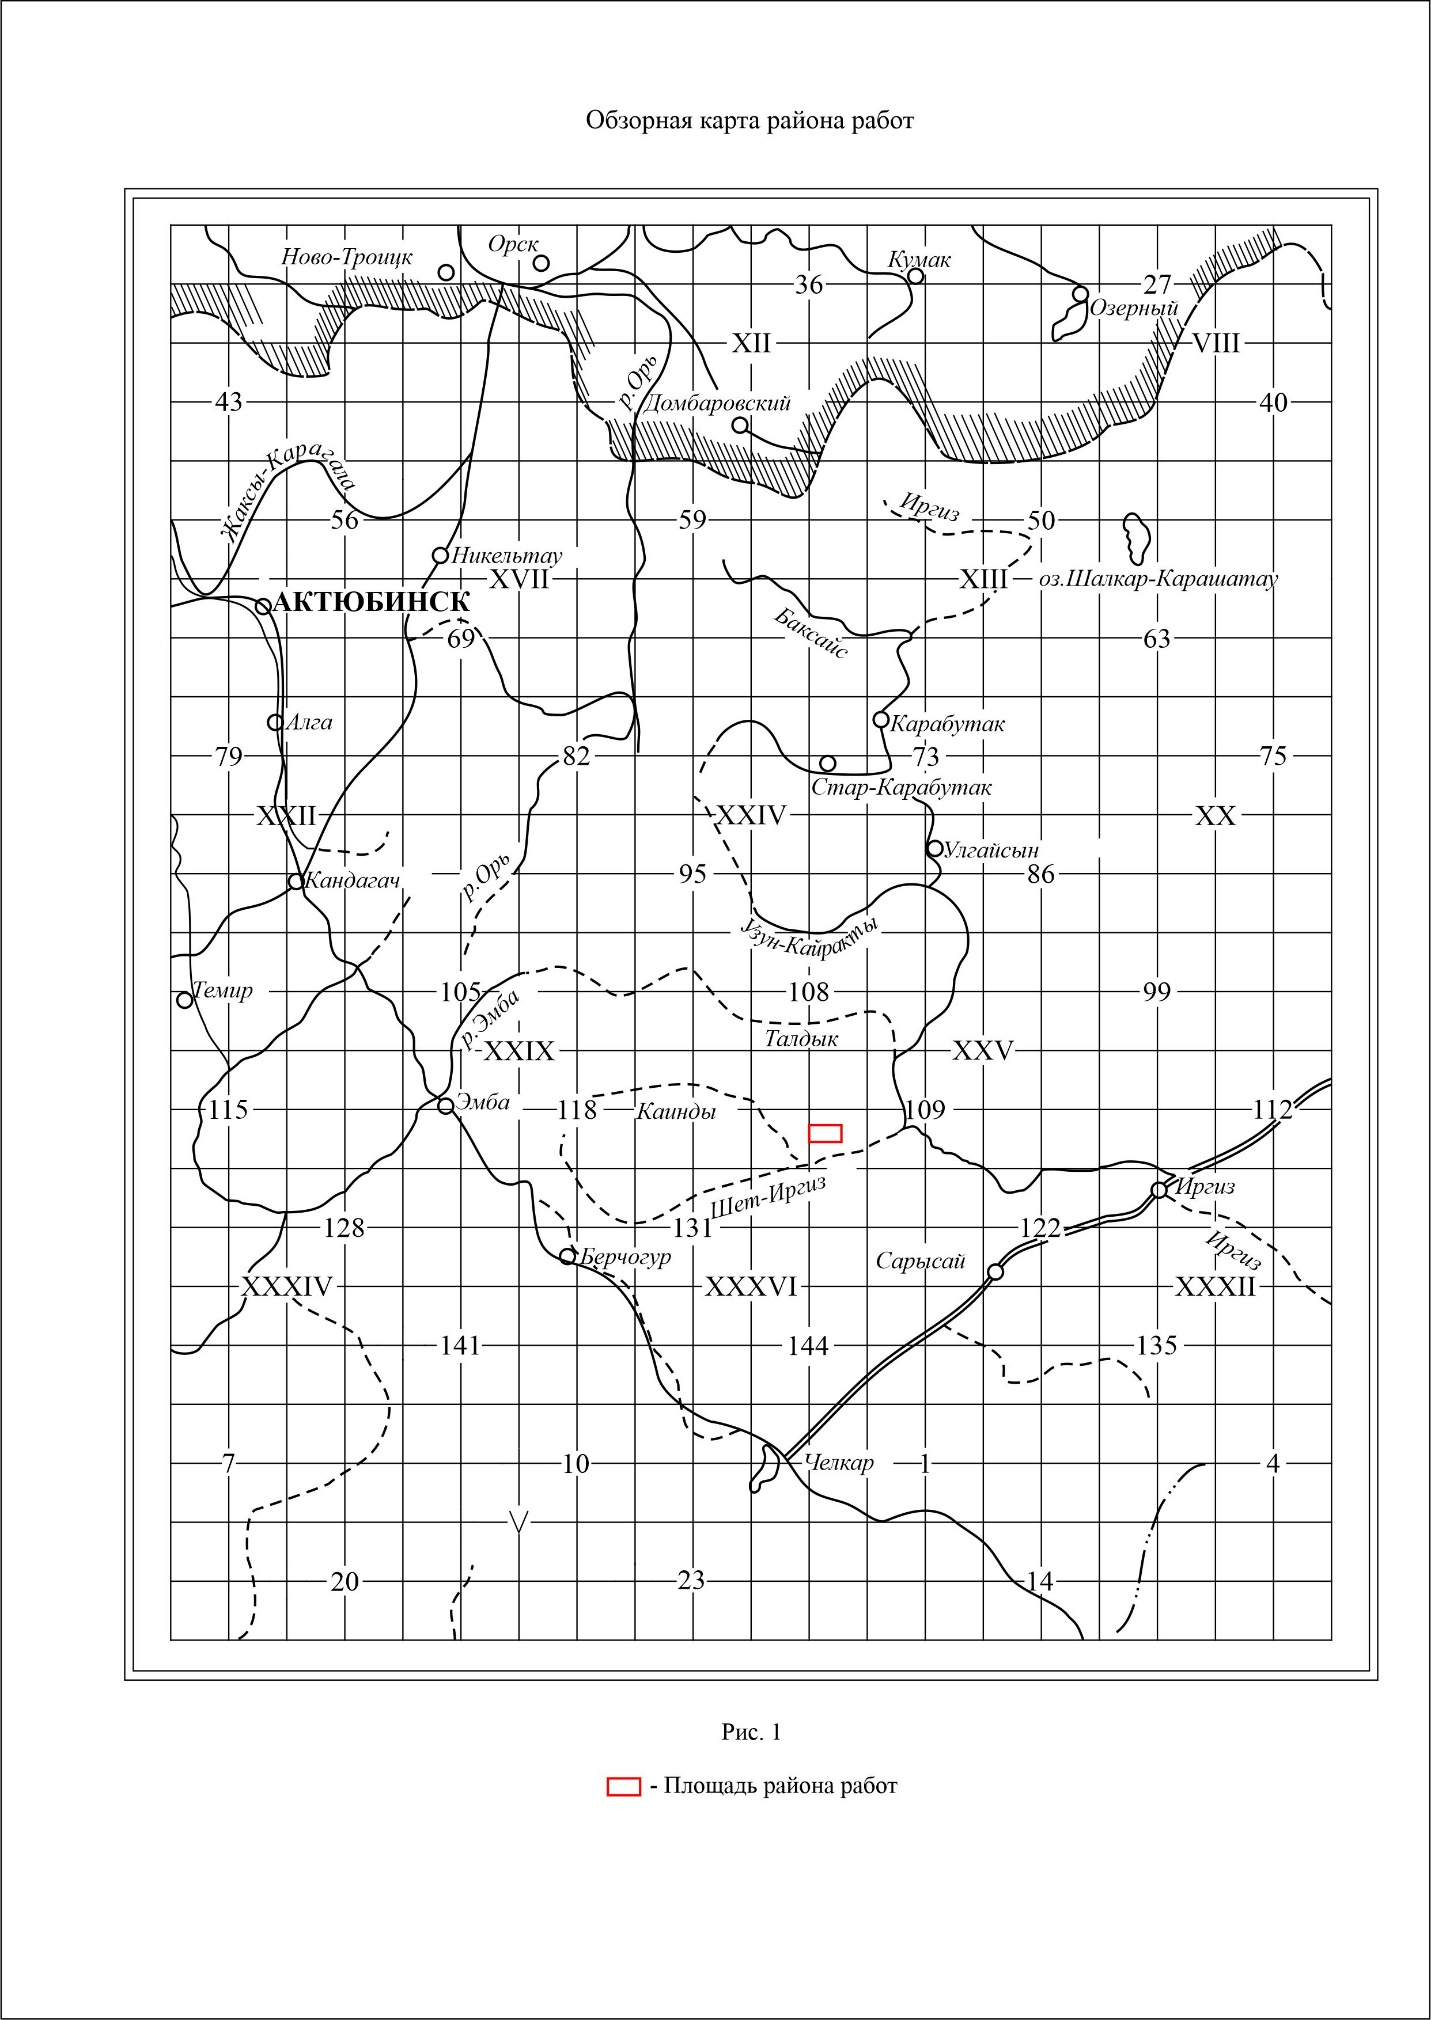 Обзорная карта района работ
Ново-Троицк
Орск
Кумак
36
27
Озерный
XII
VIII
р.Орь
43
Домбаровский
40
Жаксы-Карагала
56
59
Иргиз
50
Никельтау
XVII
XIII
оз.Шалкар-Карашатау
АКТЮБИНСК
69
Баксайс
63
Алга
Карабутак
79
82
73
75
Стар-Карабутак
XXII
XXIV
XX
Улгайсын
Кандагач
р.Орь
95
86
Узун-Кайракты
Темир
105
108
99
р.Эмба
Талдык
XXIX
XXV
Эмба
115
118
Каинды
109
112
Шет-Иргиз
Иргиз
128
131
122
Иргиз
Берчогур
Сарысай
XXXIV
XXXVI
XXXII
141
144
135
7
10
Челкар
1
4
V
20
23
14
Рис. 1
- Площадь района работ